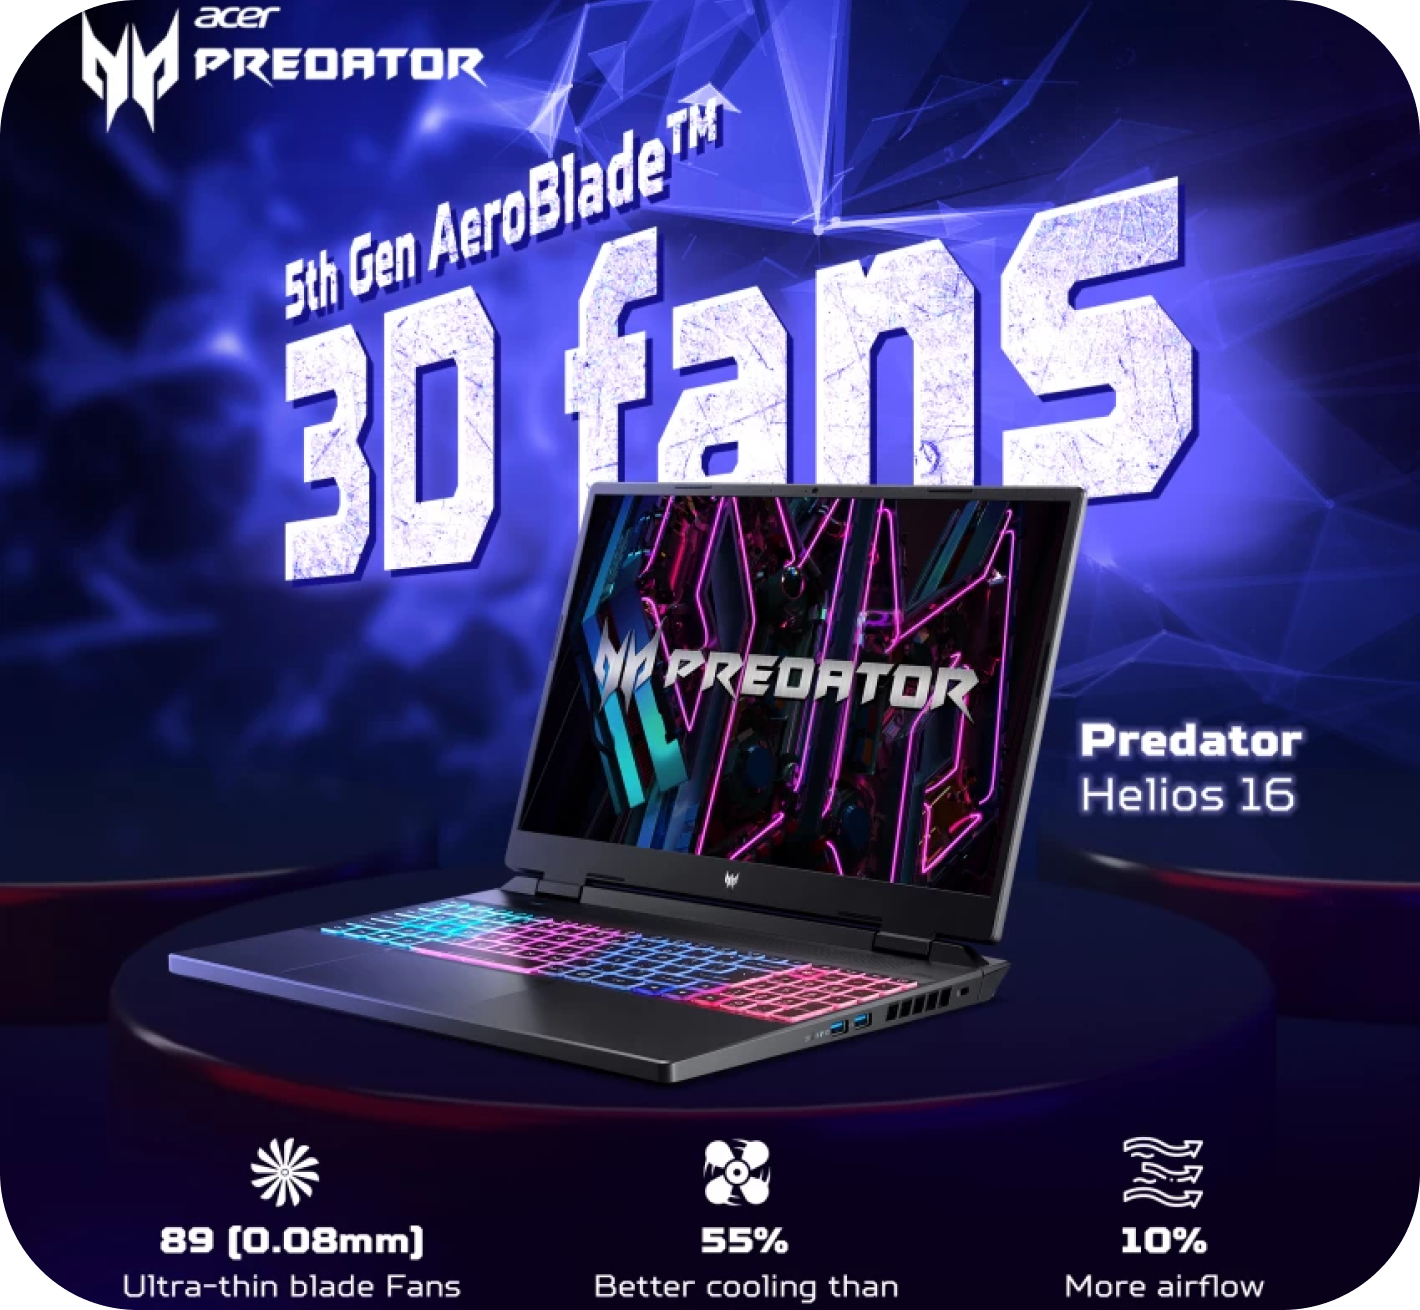 acer
PREDATOR
5th Gen AeroBlade™
3D fans
PREDATOR
Predator
Helios 16
89 (0.08mm)
Ultra-thin blade Fans
55%
Better cooling than
10%
More airflow